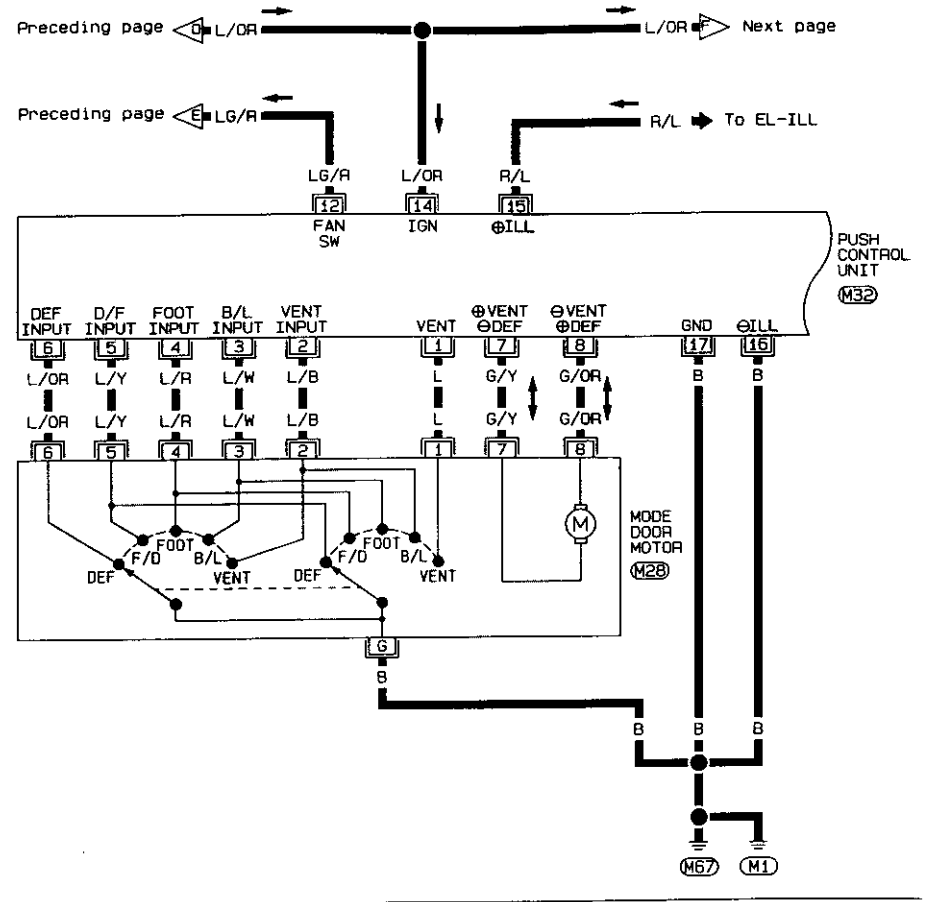 Preceding page D L/OR L/OR F Next page
Preceding page E LG/R R/L To EL-ILL
LG/R L/OR R/L
12 14 15
FAN SW IGN ⊕ILL
PUSH CONTROL UNIT
M32
DEF INPUT D/F INPUT FOOT INPUT B/L INPUT VENT INPUT VENT ⊕VENT ⊖DEF ⊖VENT ⊕DEF GND ⊖ILL
6 5 4 3 2 1 7 8 17 16
L/OR L/Y L/R L/W L/B L G/Y G/OR B B
L/OR L/Y L/R L/W L/B L G/Y G/OR
6 5 4 3 2 1 7 8
M
MODE DOOR MOTOR
M28
DEF F/D FOOT B/L VENT DEF F/D FOOT B/L VENT
G
B
B B B
M67 M1